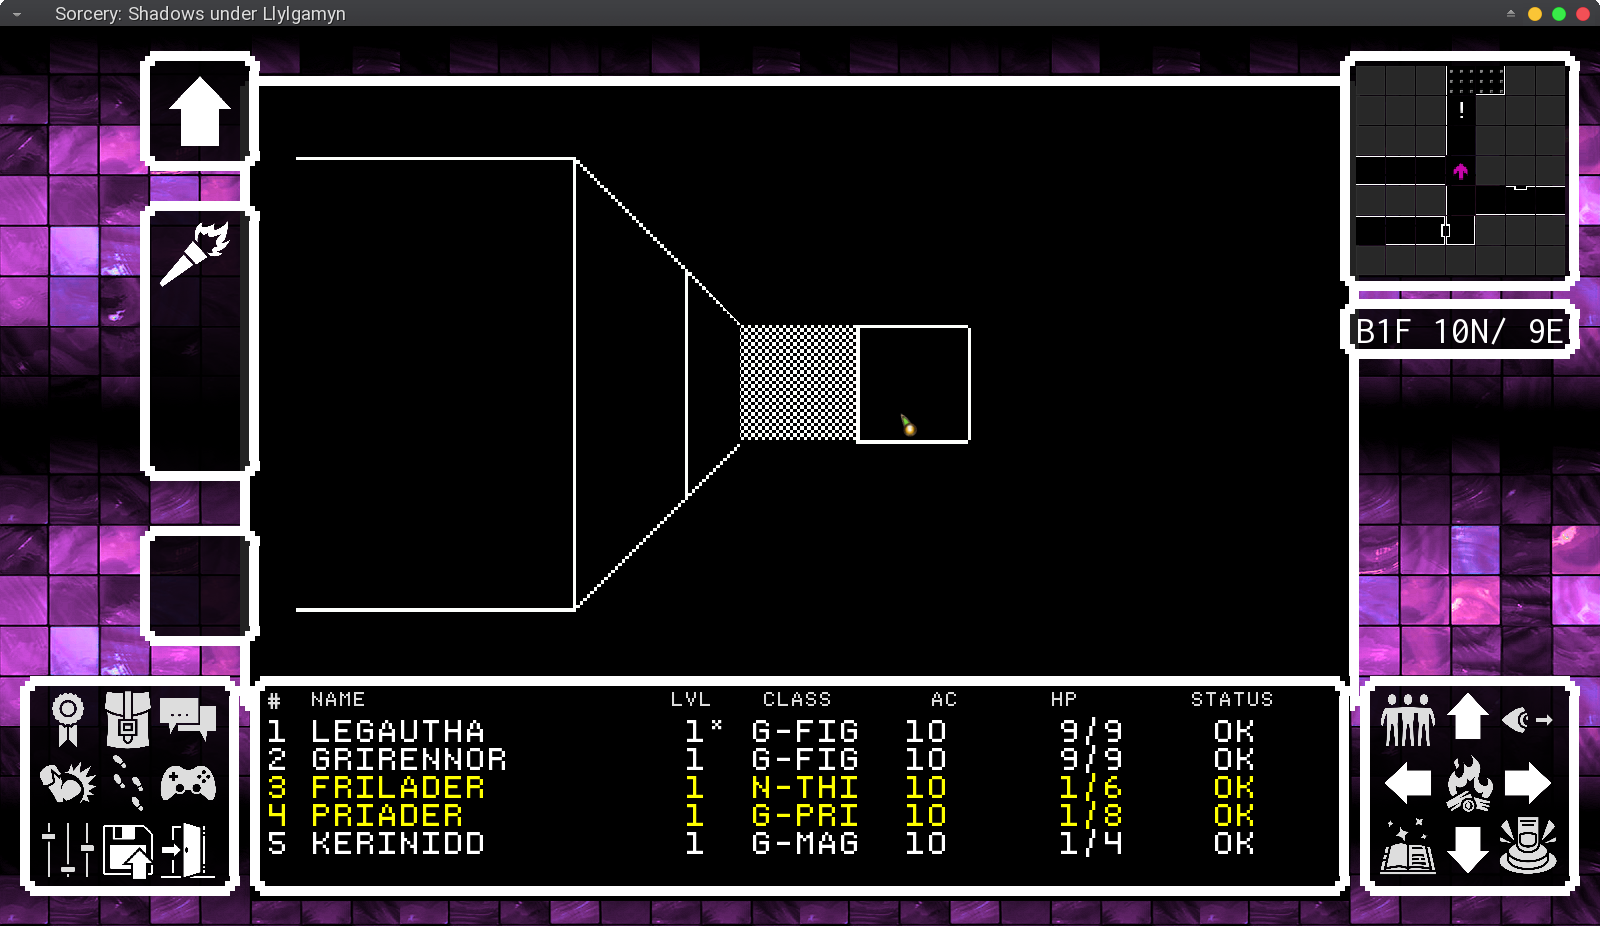 Sorcery: Shadows under Llylgamyn
!
B1F 10N/ 9E
# NAME LVL CLASS AC HP STATUS
1 LEGAUTHA 1* G-FIG 10 9/9 OK
2 GRIRENNOR 1 G-FIG 10 9/9 OK
3 FRILADER 1 N-THI 10 1/6 OK
4 PRIADER 1 G-PRI 10 1/8 OK
5 KERINIDD 1 G-MAG 10 1/4 OK